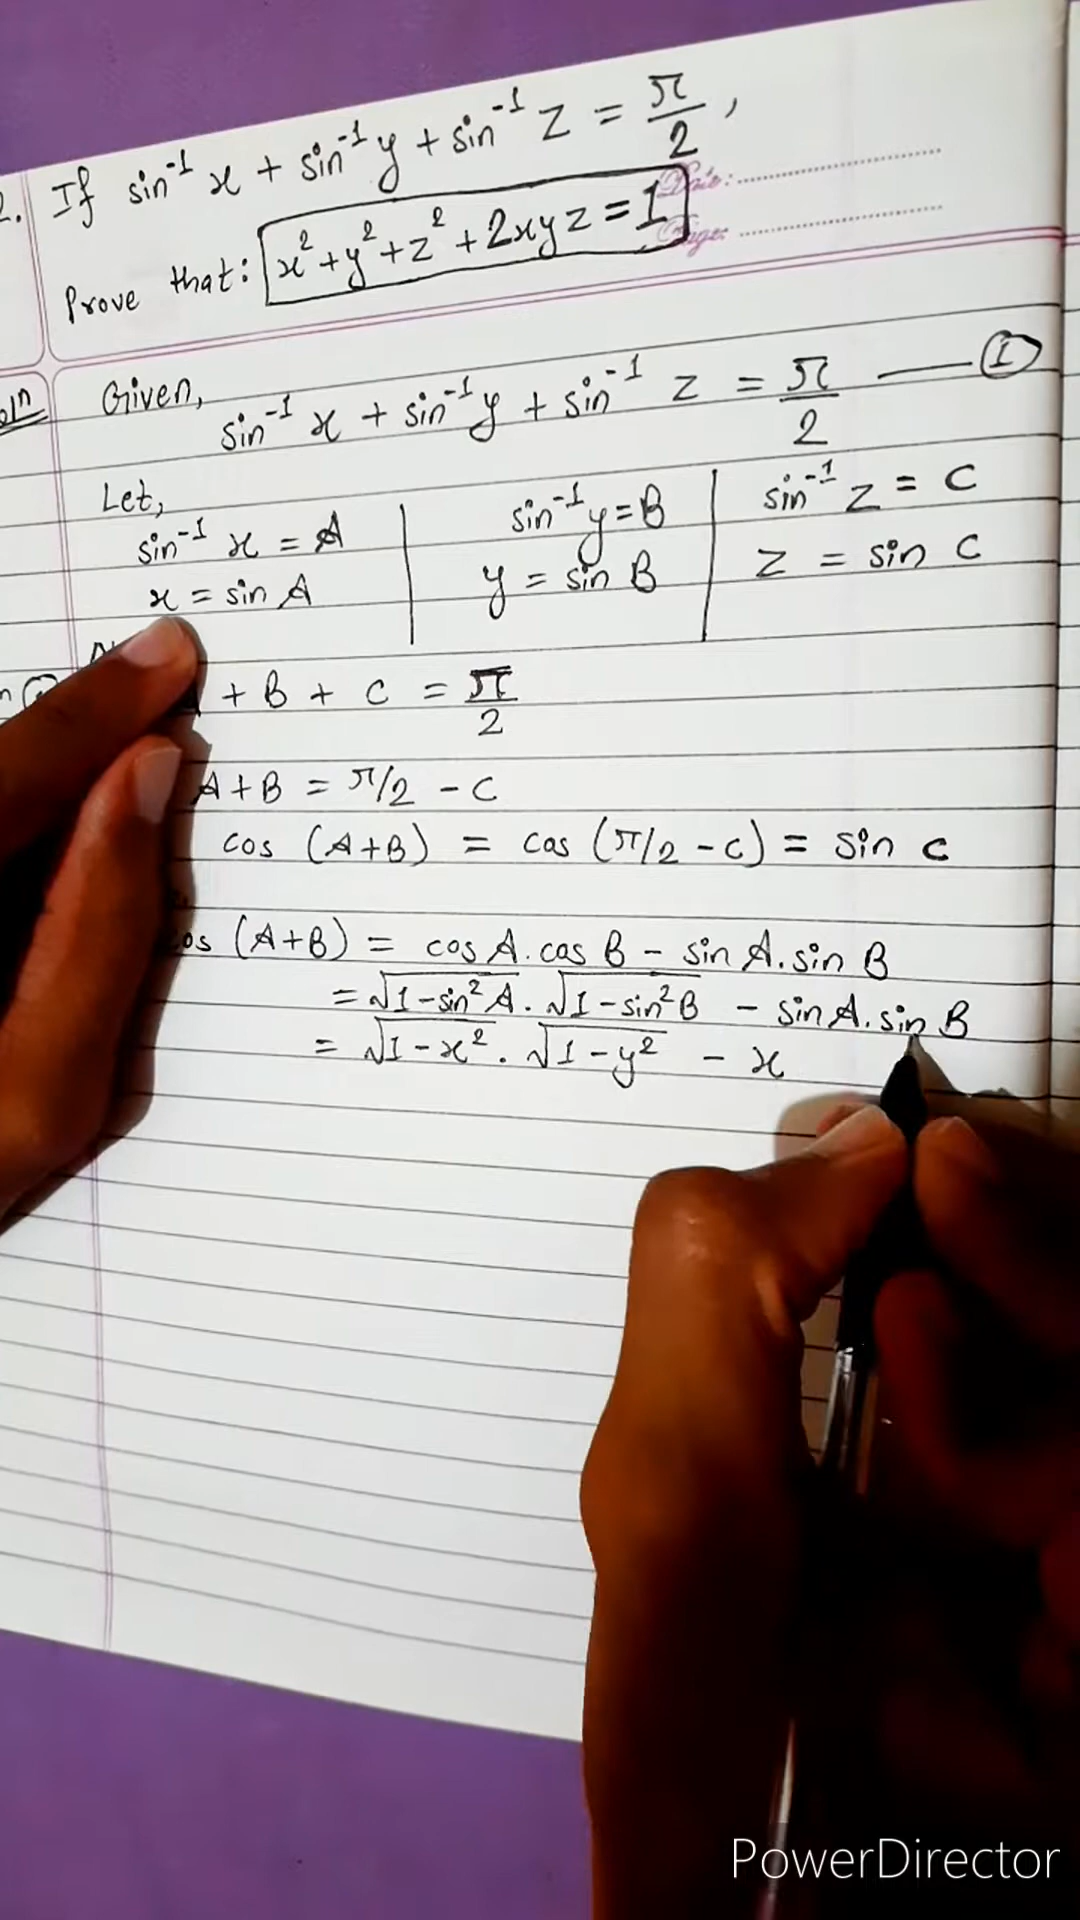 2. If sin⁻¹ x + sin⁻¹ y + sin⁻¹ z = π/2,
Prove that: x² + y² + z² + 2xyz = 1
Date:
Page:
Given,
sin⁻¹ x + sin⁻¹ y + sin⁻¹ z = π/2 —— ①
Let,
sin⁻¹ x = A | sin⁻¹ y = B | sin⁻¹ z = C
x = sin A | y = sin B | z = sin C
+ B + C = π/2
A+B = π/2 - C
cos (A+B) = cos (π/2 - C) = sin C
cos (A+B) = cos A. cos B - sin A. sin B
= √1-sin²A . √1-sin²B - sin A. sin B
= √1-x² . √1-y² - x
PowerDirector